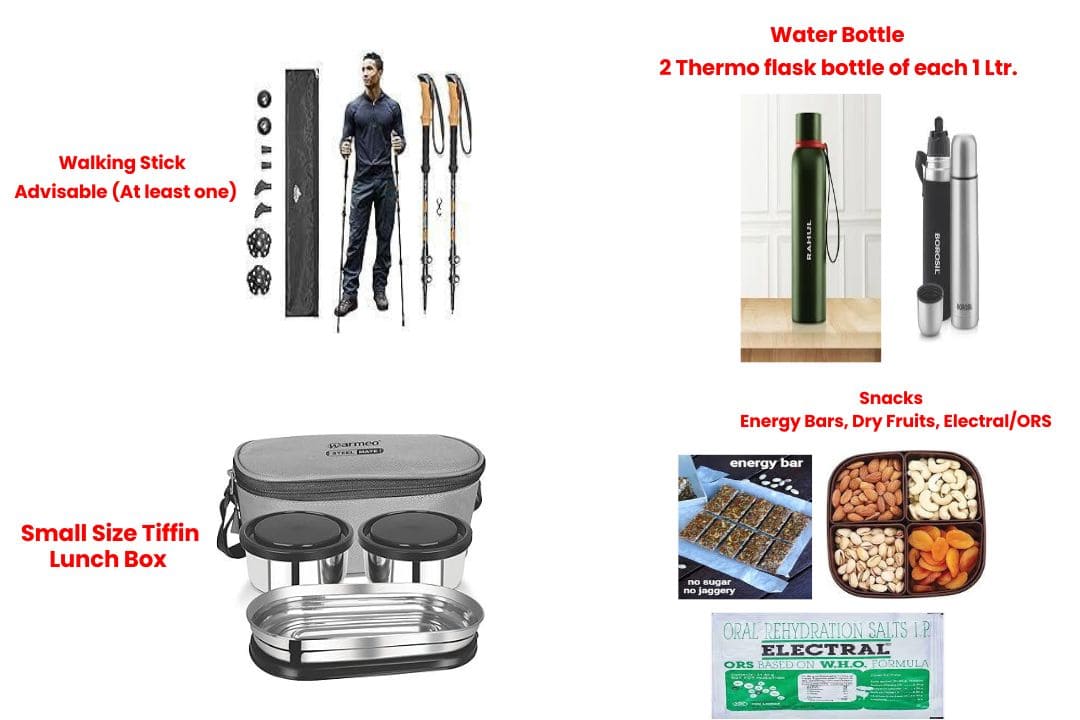 Water Bottle
2 Thermo flask bottle of each 1 Ltr.
Walking Stick
Advisable (At least one)
RAHUL
BOROSIL
Snacks
Energy Bars, Dry Fruits, Electral/ORS
Warmeo
STEEL MATE
Small Size Tiffin
Lunch Box
energy bar
no sugar
no jaggery
ORAL REHYDRATION SALTS I.P.
ELECTRAL
ORS BASED ON W.H.O. FORMULA